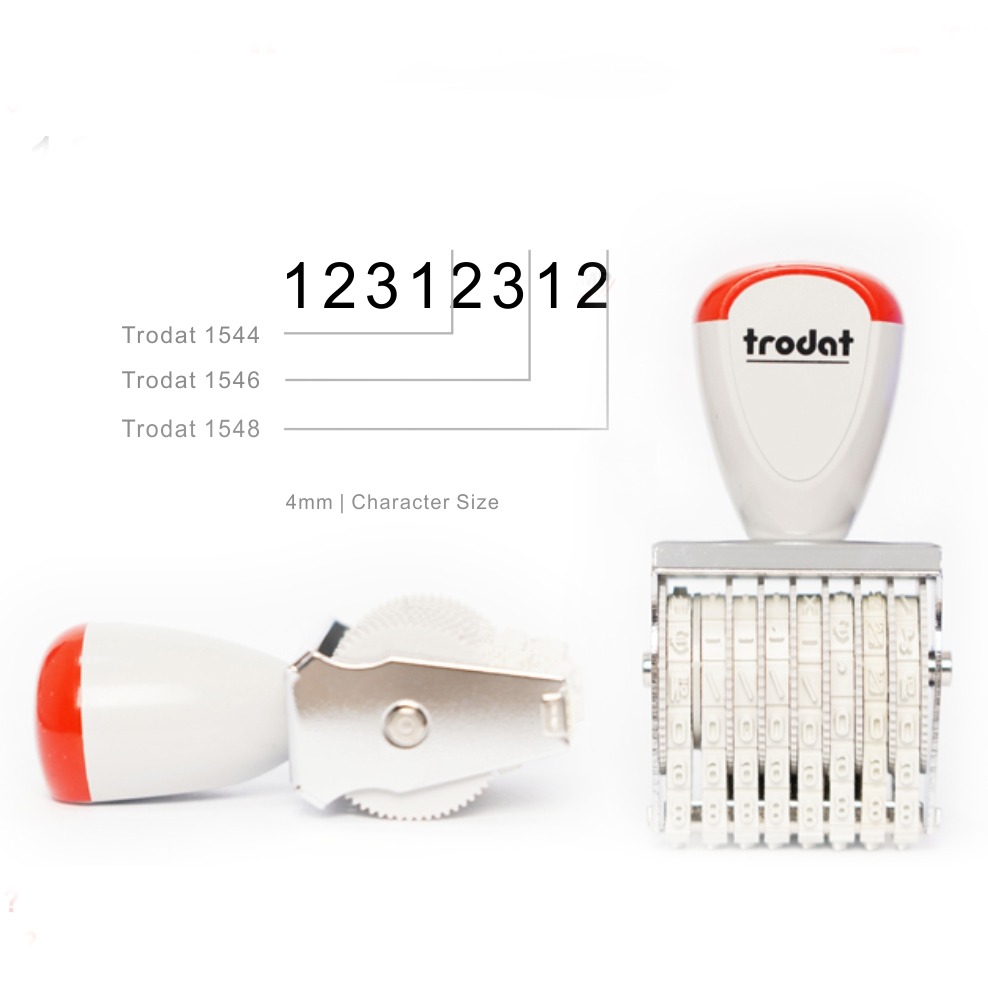 12312312
Trodat 1544
Trodat 1546
Trodat 1548
4mm | Character Size
trodat